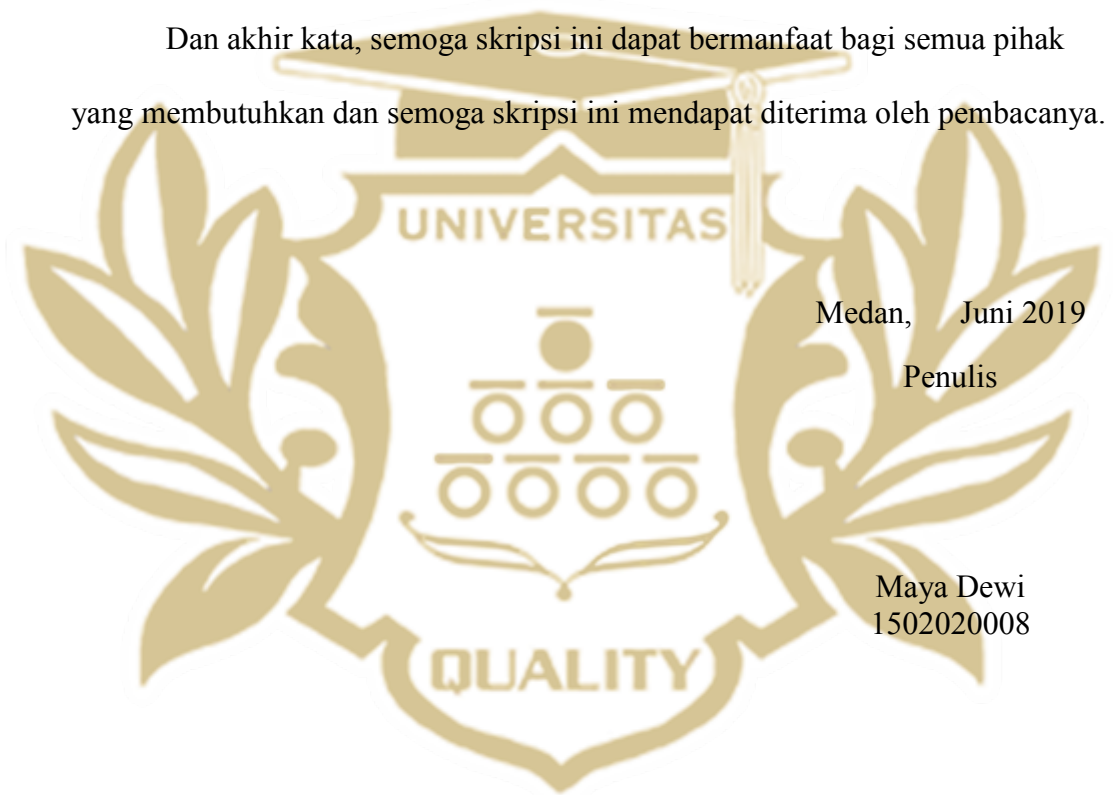 Dan akhir kata, semoga skripsi ini dapat bermanfaat bagi semua pihak
yang membutuhkan dan semoga skripsi ini mendapat diterima oleh pembacanya.
UNIVERSITAS
Medan, Juni 2019
Penulis
Maya Dewi
1502020008
QUALITY